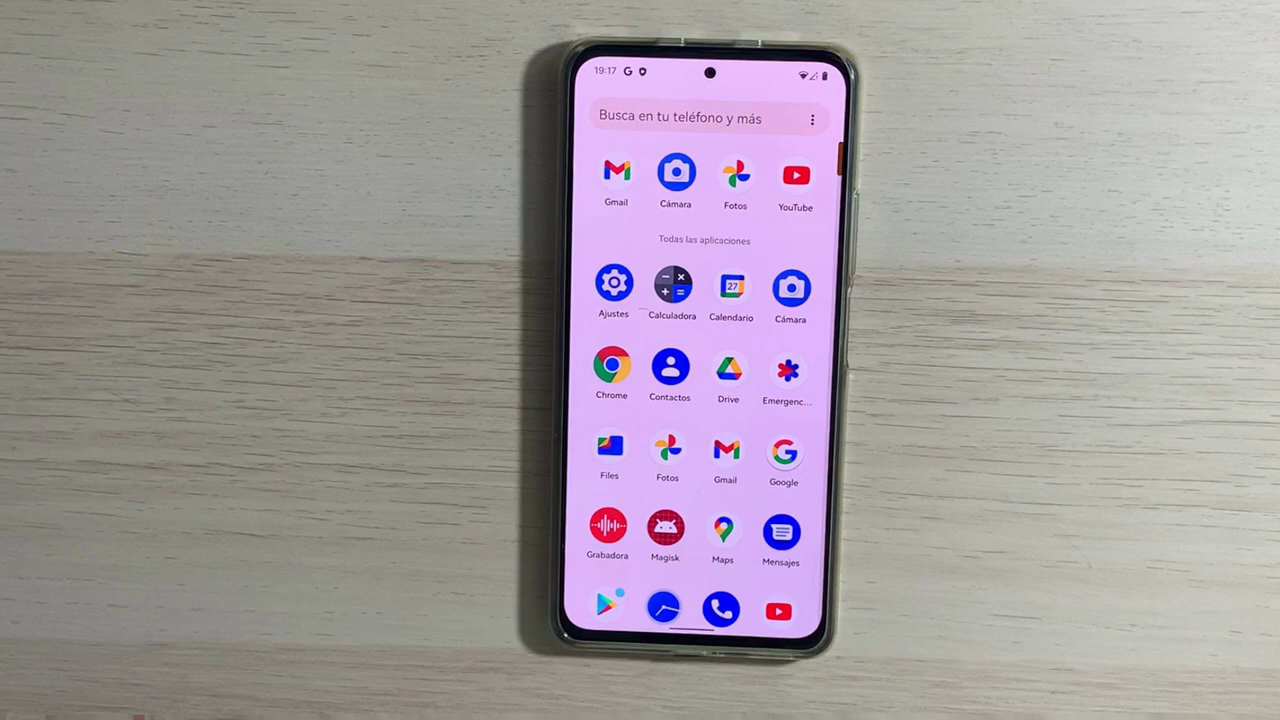 19:17
Busca en tu teléfono y más
Gmail Cámara Fotos YouTube
Todas las aplicaciones
27
Ajustes Calculadora Calendario Cámara
Chrome Contactos Drive Emergenc...
Files Fotos Gmail Google
Grabadora Magisk Maps Mensajes